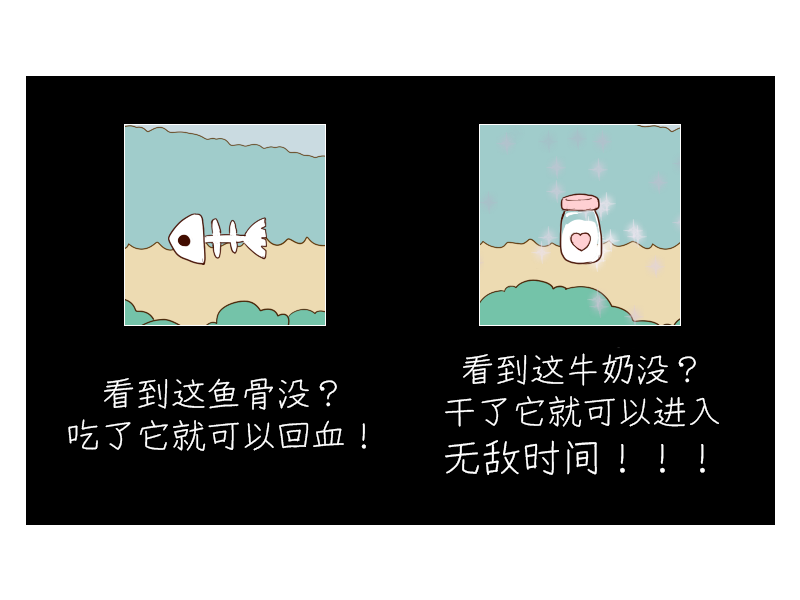 看到这鱼骨没？
吃了它就可以回血！
看到这牛奶没？
干了它就可以进入
无敌时间！！！